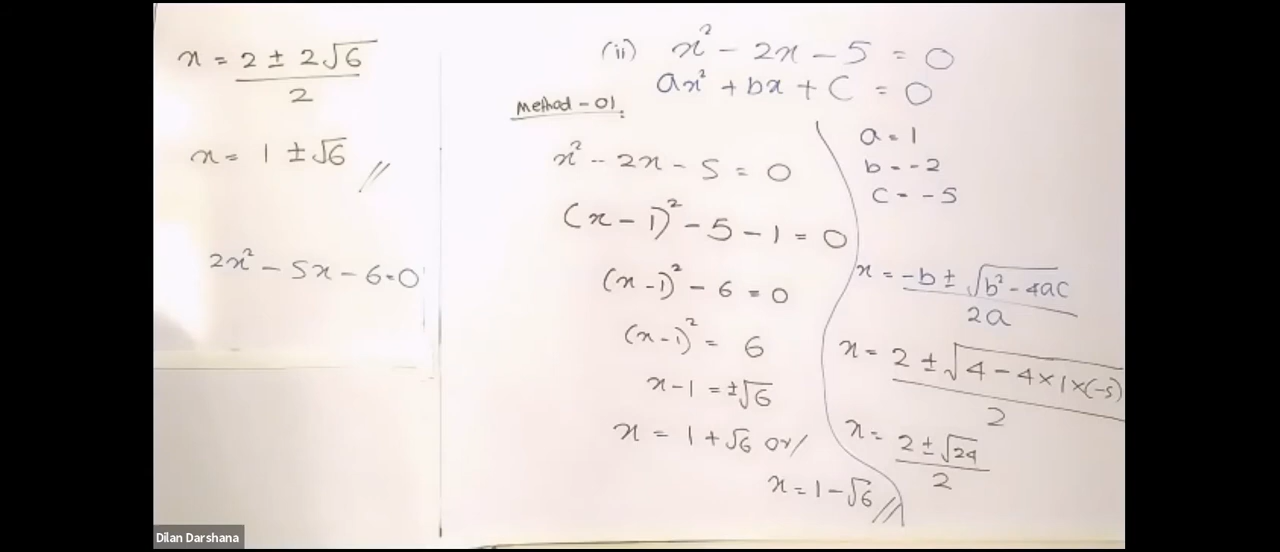 x = 2 ± 2√6
2
x = 1 ± √6 //
2x² - 5x - 6 = 0
(ii) x² - 2x - 5 = 0
ax² + bx + C = 0
Method - 01.
x² - 2x - 5 = 0
(x - 1)² - 5 - 1 = 0
(x - 1)² - 6 = 0
(x - 1)² = 6
x - 1 = ±√6
x = 1 + √6 or/
x = 1 - √6 //
a = 1
b = -2
C = -5
x = -b ± √b² - 4aC
2a
x = 2 ± √4 - 4×1×(-5)
2
x = 2 ± √24
2
Dilan Darshana